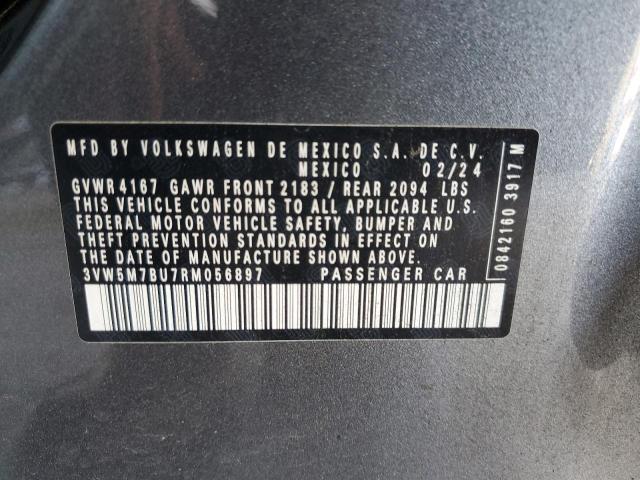 MFD BY VOLKSWAGEN DE MEXICO S.A. DE C.V.
MEXICO 02/24
GVWR 4167 GAWR FRONT 2183 / REAR 2094 LBS
THIS VEHICLE CONFORMS TO ALL APPLICABLE U.S.
FEDERAL MOTOR VEHICLE SAFETY, BUMPER AND
THEFT PREVENTION STANDARDS IN EFFECT ON THE
DATE OF MANUFACTURE SHOWN ABOVE.
3VW5M7BU7RM056897 PASSENGER CAR
0842160 3917 M